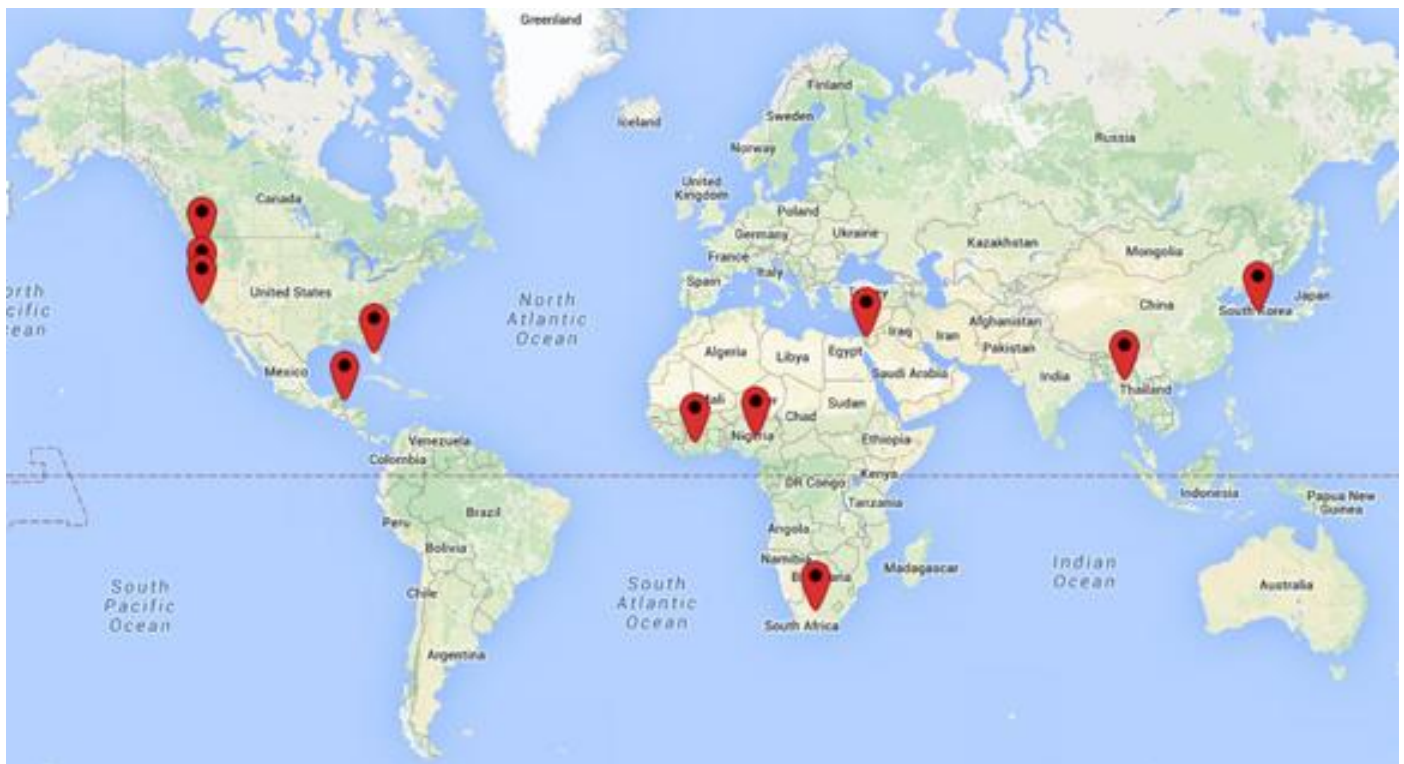 Greenland
Finland
Iceland
Sweden
Russia
Norway
United
Kingdom
Canada
Poland
Germany
Ukraine
Kazakhstan
Mongolia
France
Italy
Spain
United States
North
Atlantic
Ocean
China
Japan
South Korea
Afghanistan
Iraq
Iran
Pakistan
Algeria
Libya
Egypt
Mexico
Saudi Arabia
India
Thailand
Mali
Chad
Sudan
Nigeria
Ethiopia
Venezuela
Colombia
DR Congo
Kenya
Tanzania
Indonesia
Papua New
Guinea
Peru
Brazil
Angola
Bolivia
Namibia
Madagascar
Indian
Ocean
South
Pacific
Ocean
South
Atlantic
Ocean
Chile
Australia
South Africa
Argentina